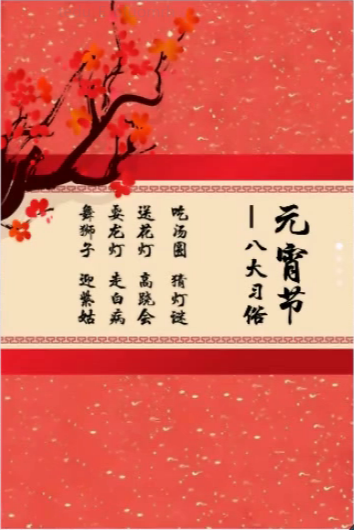 元宵节
—八大习俗
吃汤圆 猜灯谜
送花灯 高跷会
耍龙灯 走白病
舞狮子 迎紫姑